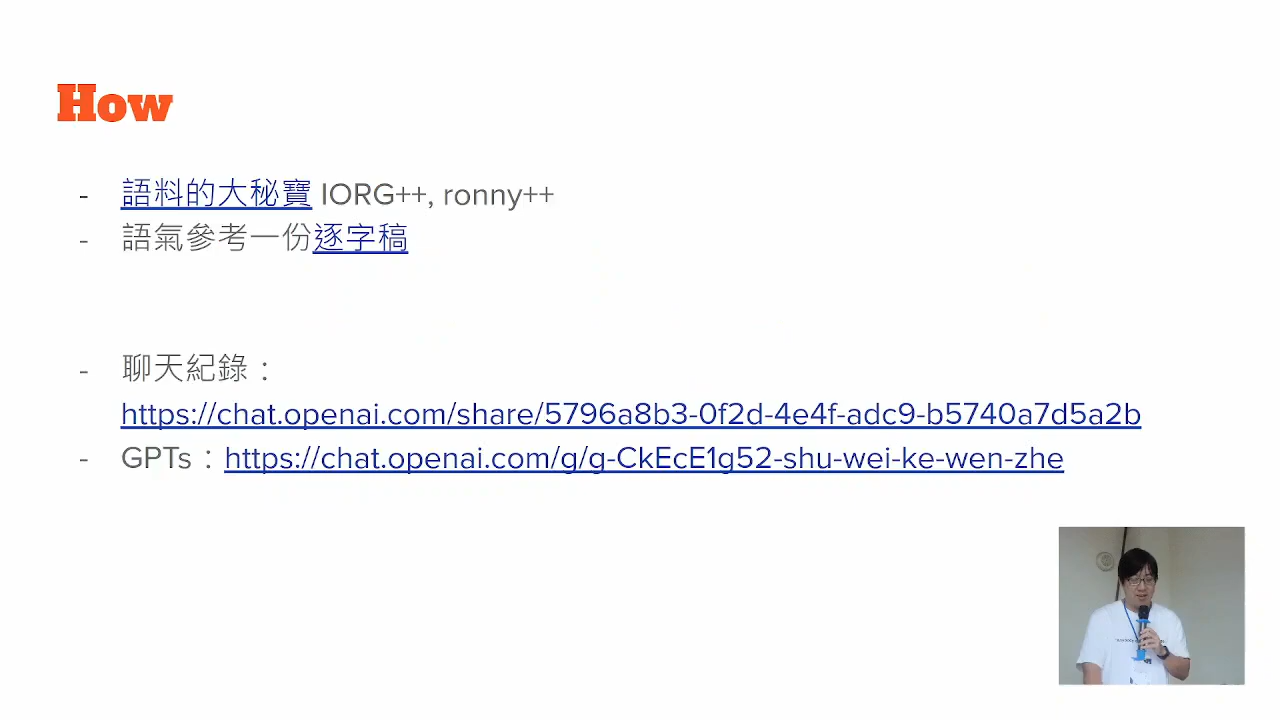 How
- 語料的大秘寶 IORG++, ronny++
- 語氣參考一份逐字稿
- 聊天紀錄：
https://chat.openai.com/share/5796a8b3-0f2d-4e4f-adc9-b5740a7d5a2b
- GPTs：https://chat.openai.com/g/g-CkEcE1g52-shu-wei-ke-wen-zhe